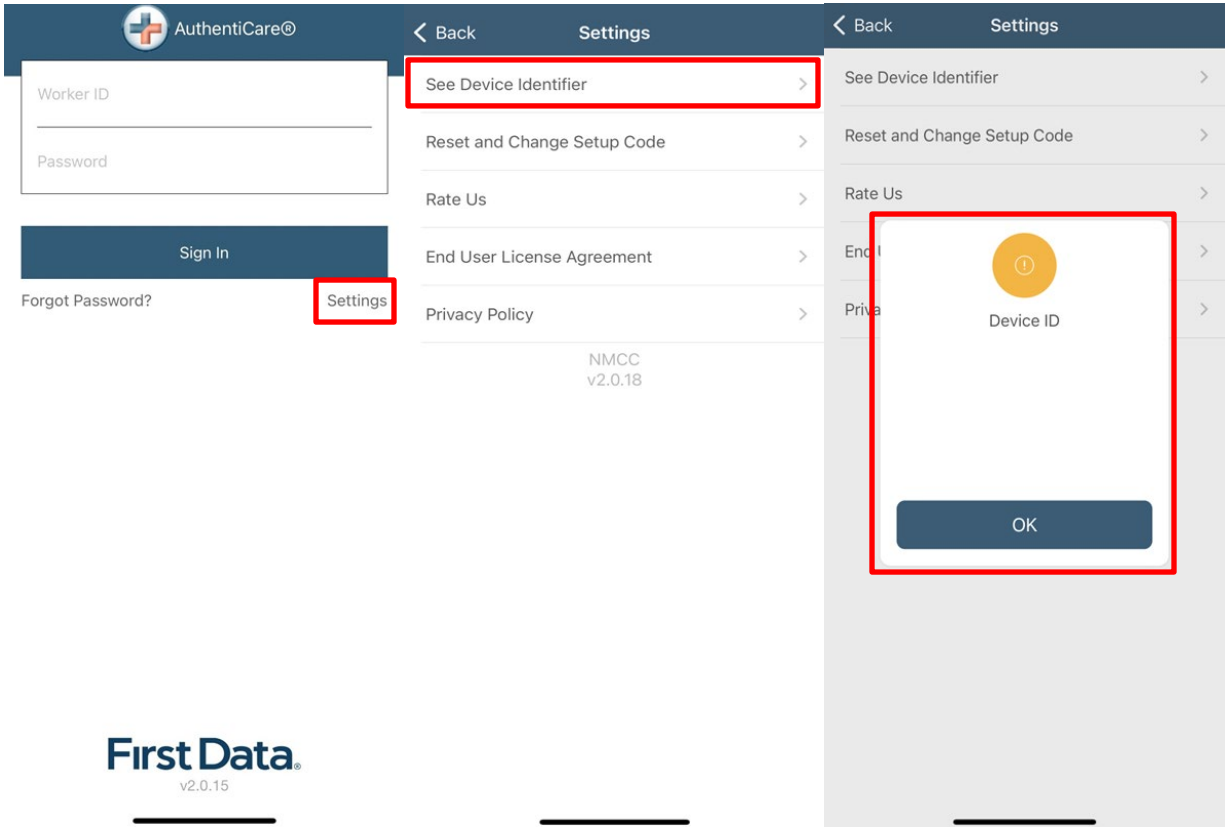 AuthentiCare®
Worker ID
Password
Sign In
Forgot Password?
Settings
First Data®
v2.0.15
Back
Settings
See Device Identifier
Reset and Change Setup Code
Rate Us
End User License Agreement
Privacy Policy
NMCC
v2.0.18
Back
Settings
See Device Identifier
Reset and Change Setup Code
Rate Us
End
Priva
Device ID
OK